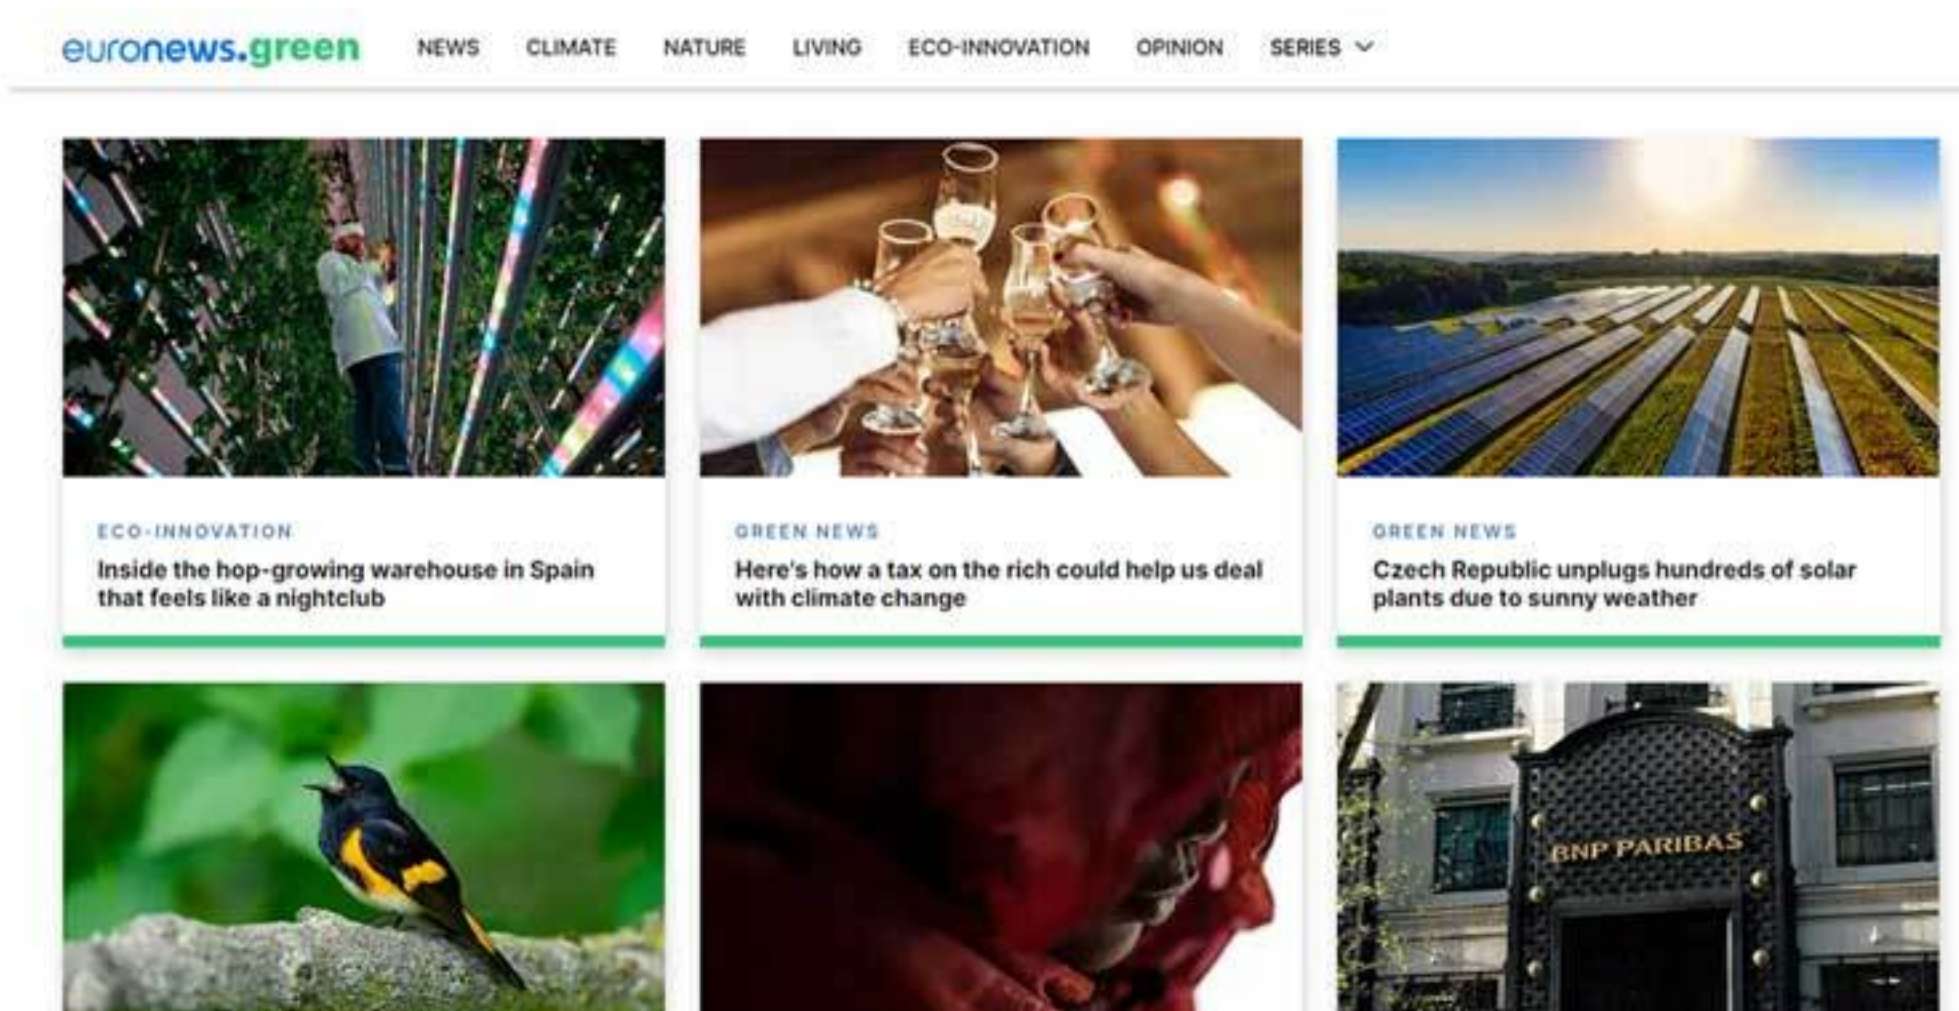 euronews.green NEWS CLIMATE NATURE LIVING ECO-INNOVATION OPINION SERIES
ECO-INNOVATION
Inside the hop-growing warehouse in Spain
that feels like a nightclub
GREEN NEWS
Here's how a tax on the rich could help us deal
with climate change
GREEN NEWS
Czech Republic unplugs hundreds of solar
plants due to sunny weather
BNP PARIBAS